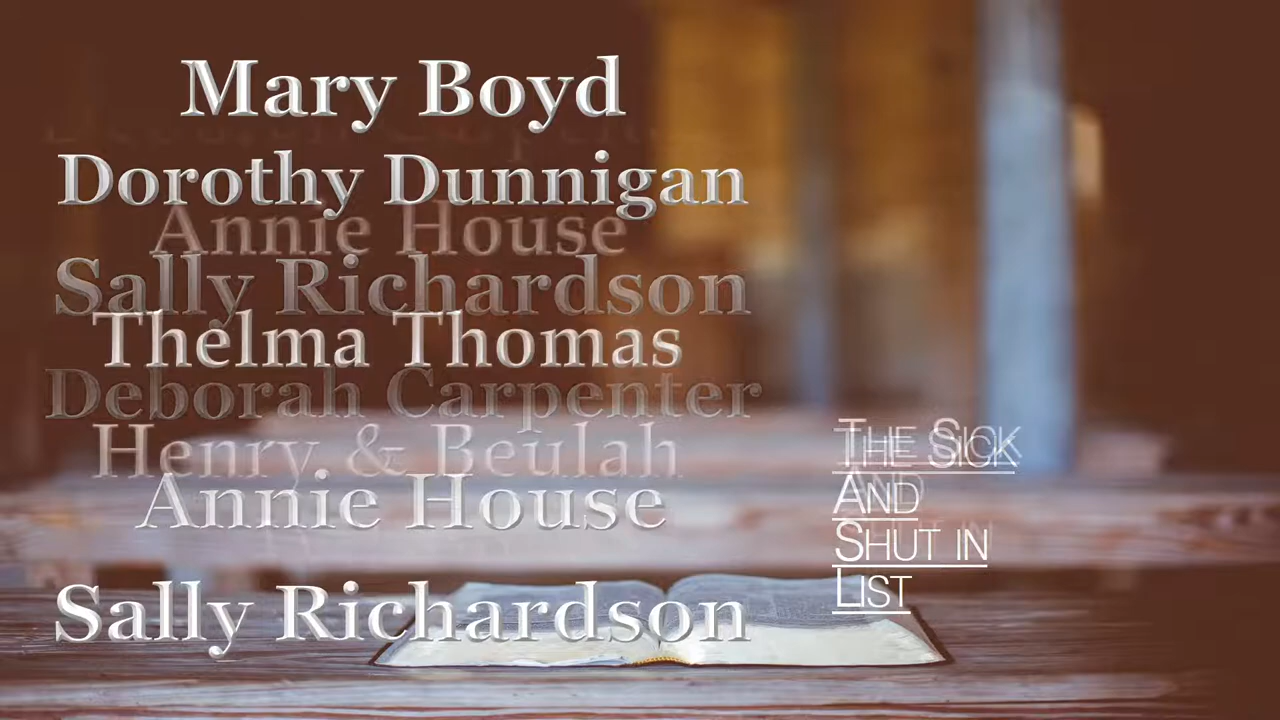 Mary Boyd
Dorothy Dunnigan
Annie House
Sally Richardson
Thelma Thomas
Deborah Carpenter
Henry & Beulah
Annie House
Sally Richardson
The Sick
And
Shut in
List